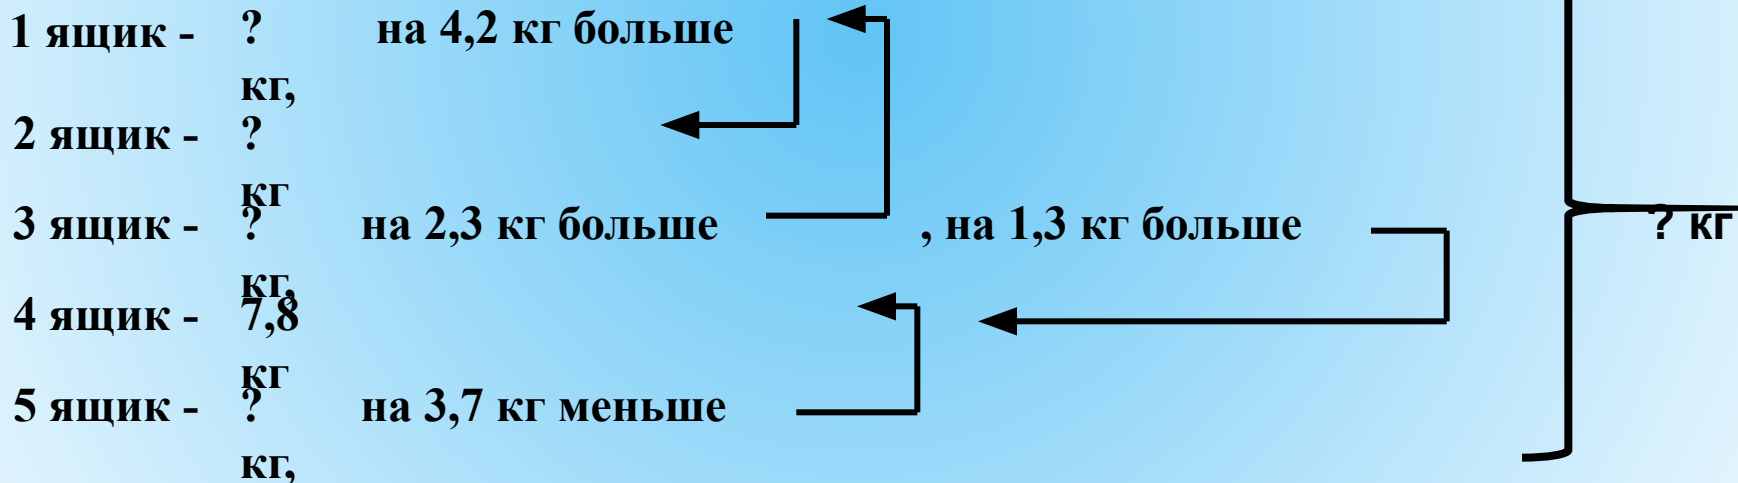 1 ящик - ? на 4,2 кг больше
кг,
2 ящик - ?
кг
3 ящик - ? на 2,3 кг больше , на 1,3 кг больше
? кг
кг,
4 ящик - 7,8
кг
5 ящик - ? на 3,7 кг меньше
кг,